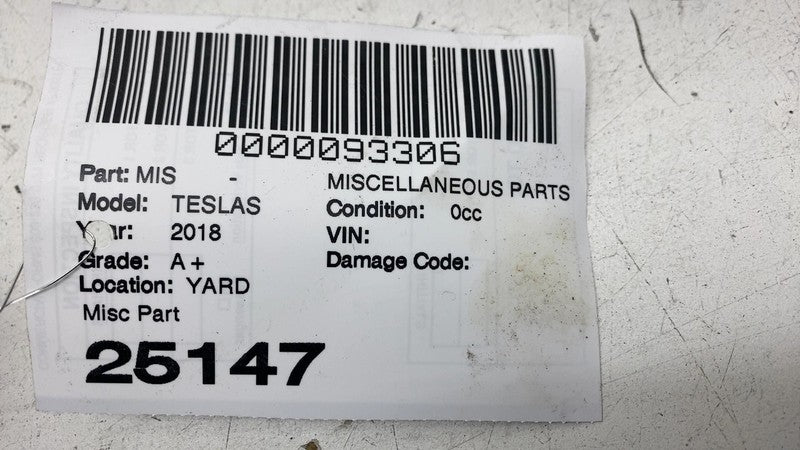 0000093306
Part: MIS - MISCELLANEOUS PARTS
Model: TESLAS Condition: 0cc
Year: 2018 VIN:
Grade: A+ Damage Code:
Location: YARD
Misc Part
25147